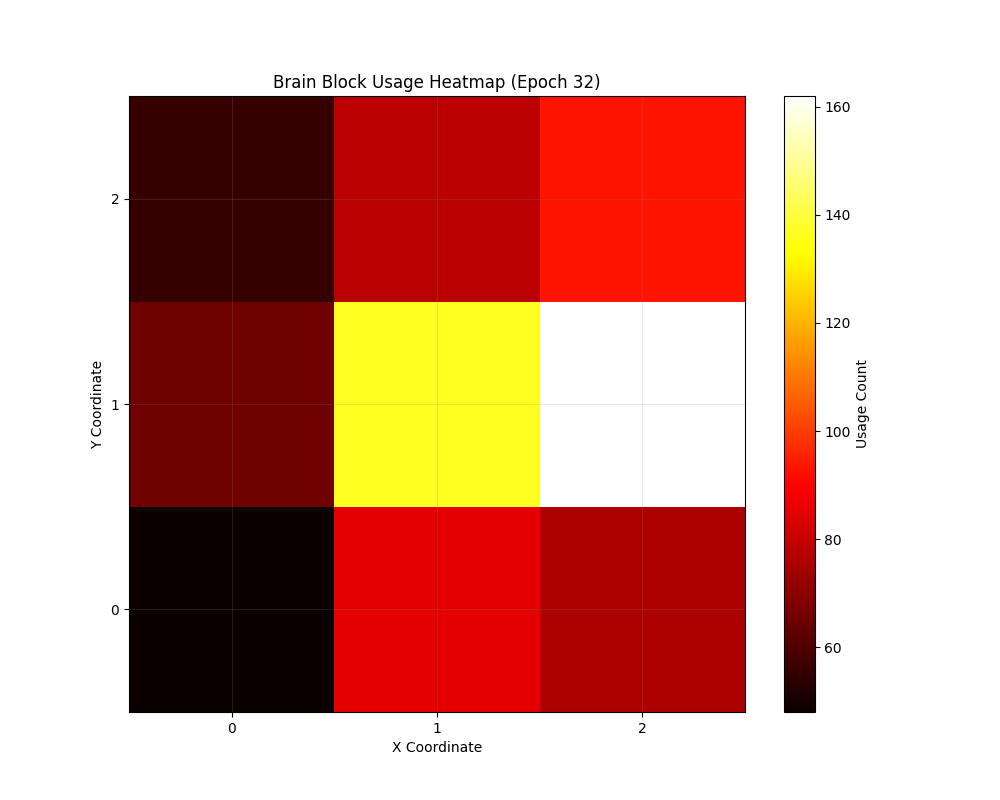 Brain Block Usage Heatmap (Epoch 32)
160
140
120
100
80
60
Usage Count
2
1
0
Y Coordinate
0 1 2
X Coordinate